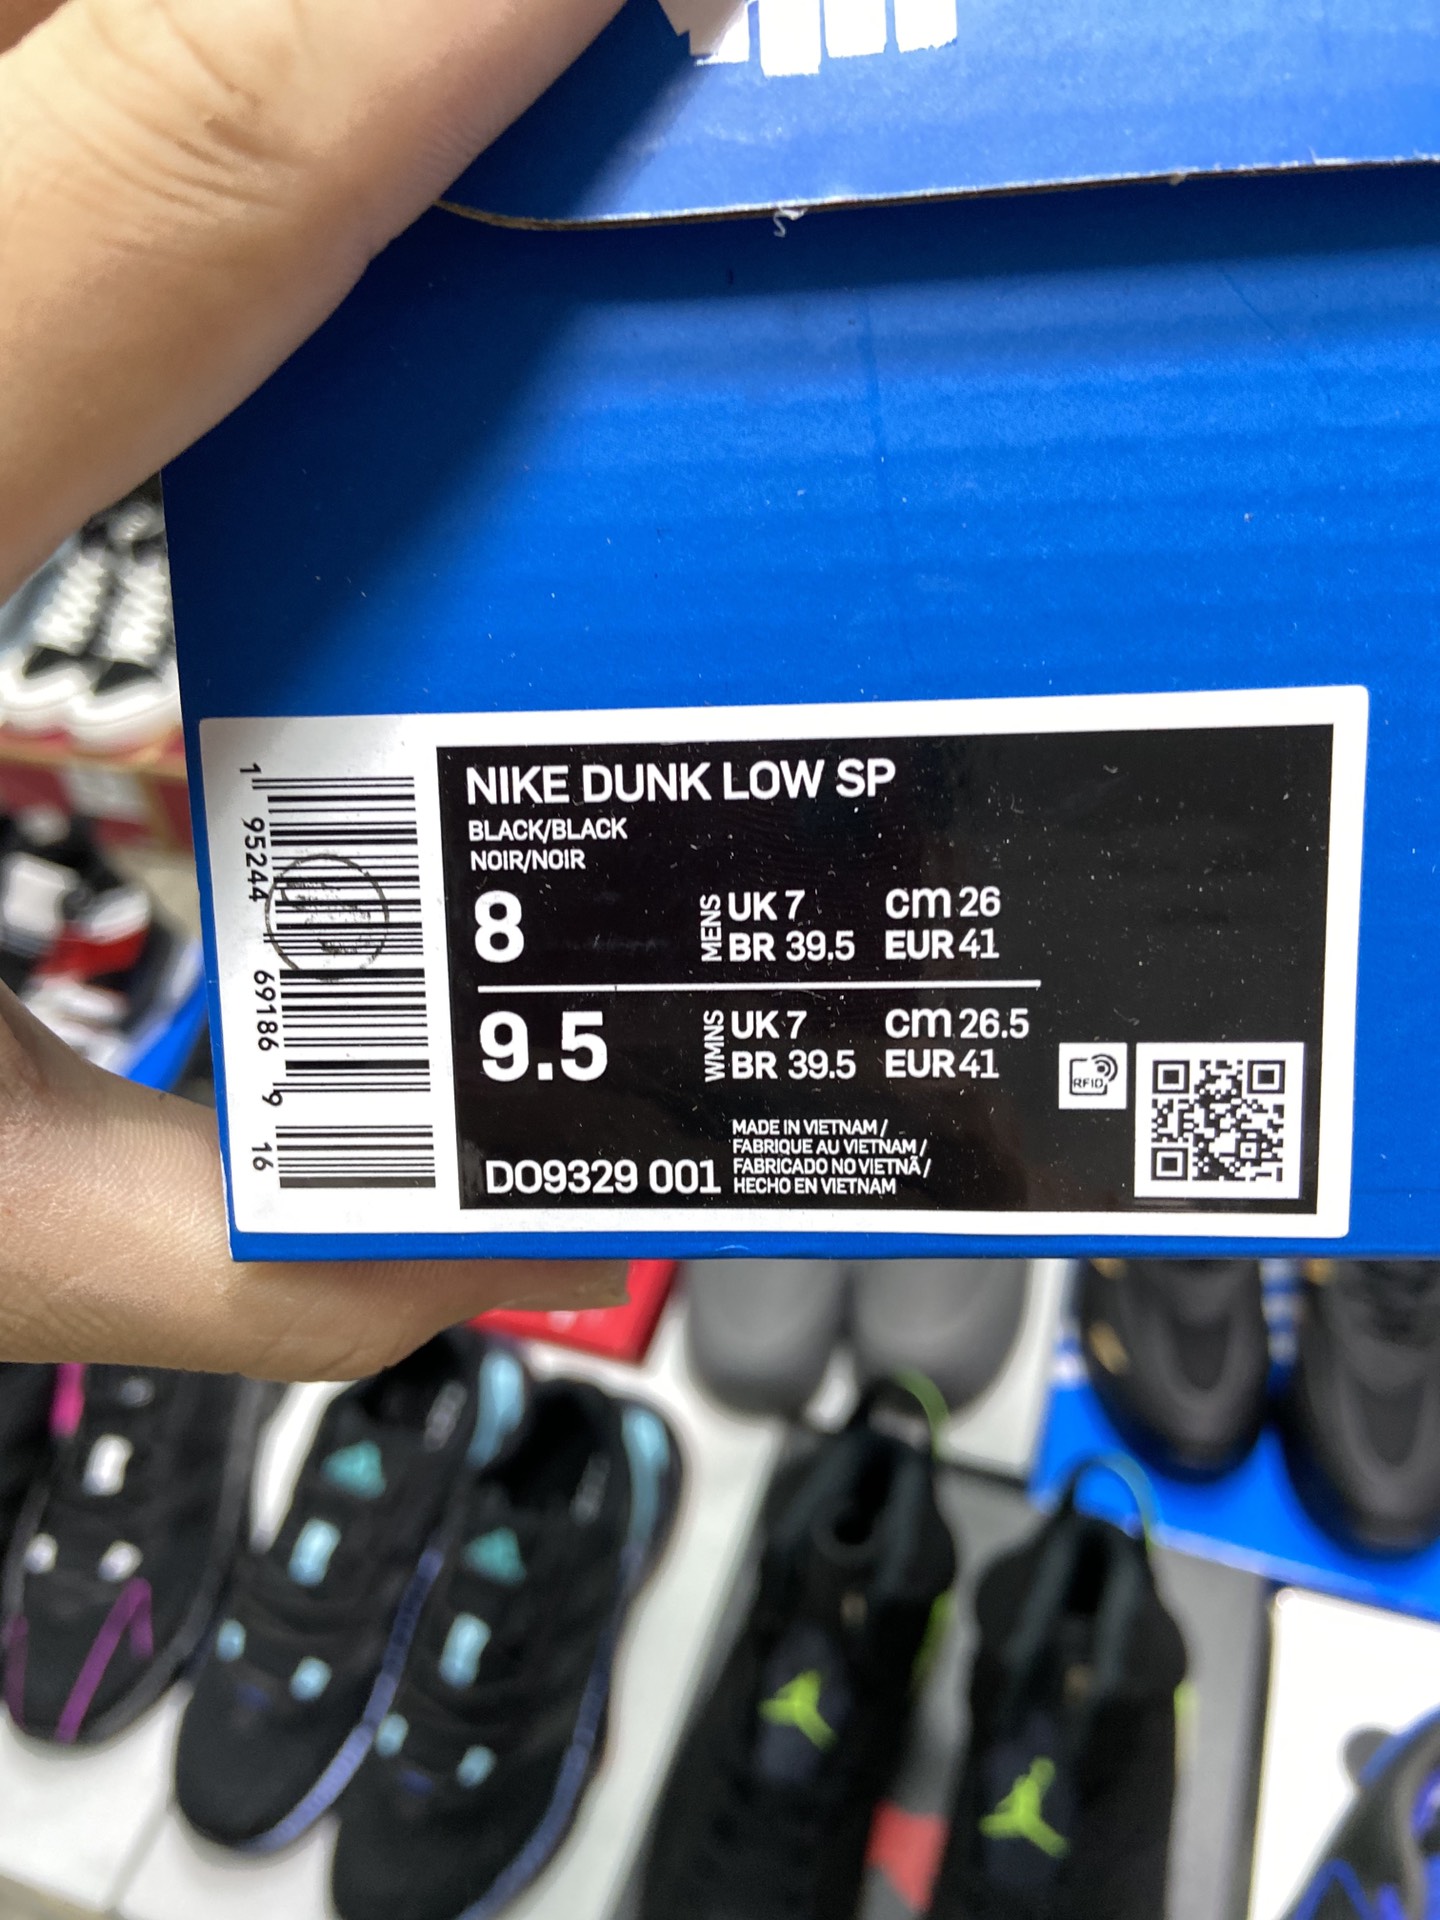 NIKE DUNK LOW SP
BLACK/BLACK
NOIR/NOIR
8
MENS
UK 7
cm 26
BR 39.5
EUR 41
9.5
WMNS
UK 7
cm 26.5
BR 39.5
EUR 41
RFID
DO9329 001
MADE IN VIETNAM /
FABRIQUE AU VIETNAM /
FABRICADO NO VIETNÃ /
HECHO EN VIETNAM
1 95244 69186 9 16